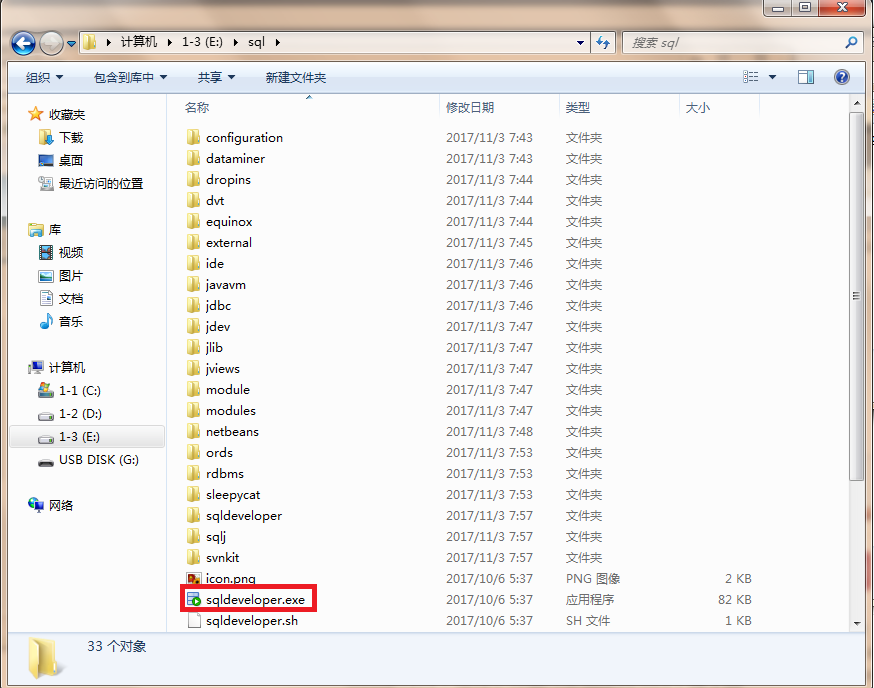 计算机 1-3 (E:) sql 搜索 sql
组织 包含到库中 共享 新建文件夹
名称 修改日期 类型 大小
收藏夹
下载
桌面
最近访问的位置
库
视频
图片
文档
音乐
计算机
1-1 (C:)
1-2 (D:)
1-3 (E:)
USB DISK (G:)
网络
configuration 2017/11/3 7:43 文件夹
dataminer 2017/11/3 7:43 文件夹
dropins 2017/11/3 7:44 文件夹
dvt 2017/11/3 7:44 文件夹
equinox 2017/11/3 7:44 文件夹
external 2017/11/3 7:45 文件夹
ide 2017/11/3 7:46 文件夹
javavm 2017/11/3 7:46 文件夹
jdbc 2017/11/3 7:46 文件夹
jdev 2017/11/3 7:47 文件夹
jlib 2017/11/3 7:47 文件夹
jviews 2017/11/3 7:47 文件夹
module 2017/11/3 7:47 文件夹
modules 2017/11/3 7:47 文件夹
netbeans 2017/11/3 7:48 文件夹
ords 2017/11/3 7:53 文件夹
rdbms 2017/11/3 7:53 文件夹
sleepycat 2017/11/3 7:53 文件夹
sqldeveloper 2017/11/3 7:57 文件夹
sqlj 2017/11/3 7:57 文件夹
svnkit 2017/11/3 7:57 文件夹
icon.png 2017/10/6 5:37 PNG 图像 2 KB
sqldeveloper.exe 2017/10/6 5:37 应用程序 82 KB
sqldeveloper.sh 2017/10/6 5:37 SH 文件 1 KB
33 个对象